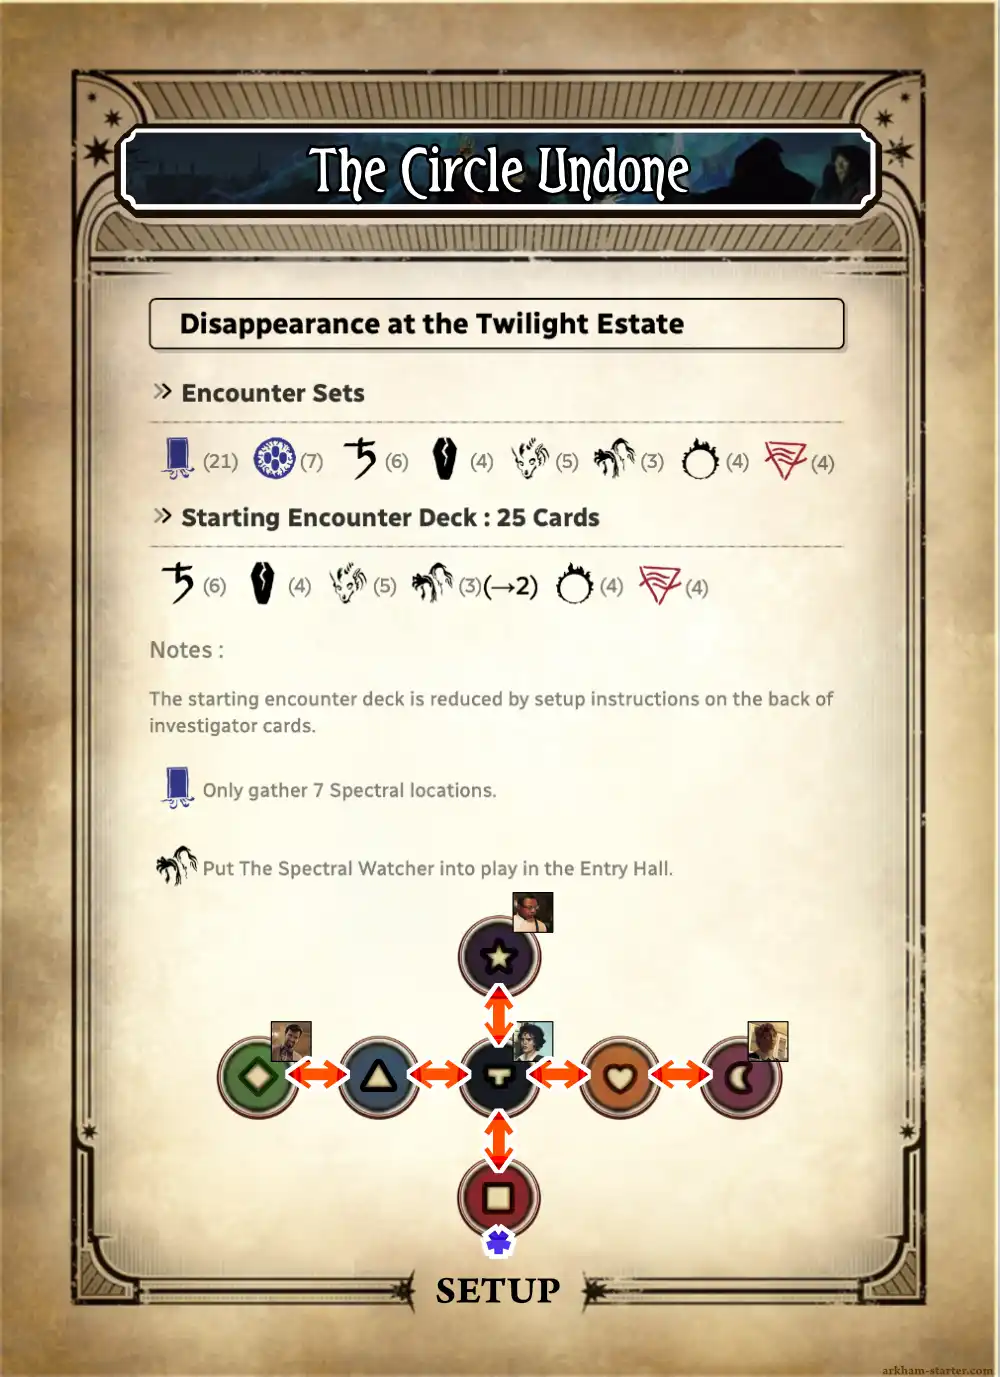 The Circle Undone
Disappearance at the Twilight Estate
» Encounter Sets
(21) (7) (6) (4) (5) (3) (4) (4)
» Starting Encounter Deck : 25 Cards
(6) (4) (5) (3)(→2) (4) (4)
Notes :
The starting encounter deck is reduced by setup instructions on the back of
investigator cards.
Only gather 7 Spectral locations.
Put The Spectral Watcher into play in the Entry Hall.
SETUP
arkham-starter.com